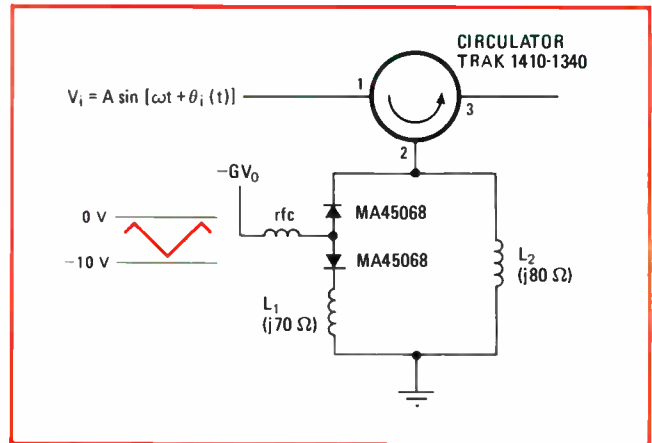 CIRCULATOR
TRAK 1410-1340
Vi = A sin [ωt + θi (t)]
1
3
2
−GV0
rfc
MA45068
0 V
−10 V
MA45068
L1
(j70 Ω)
L2
(j80 Ω)